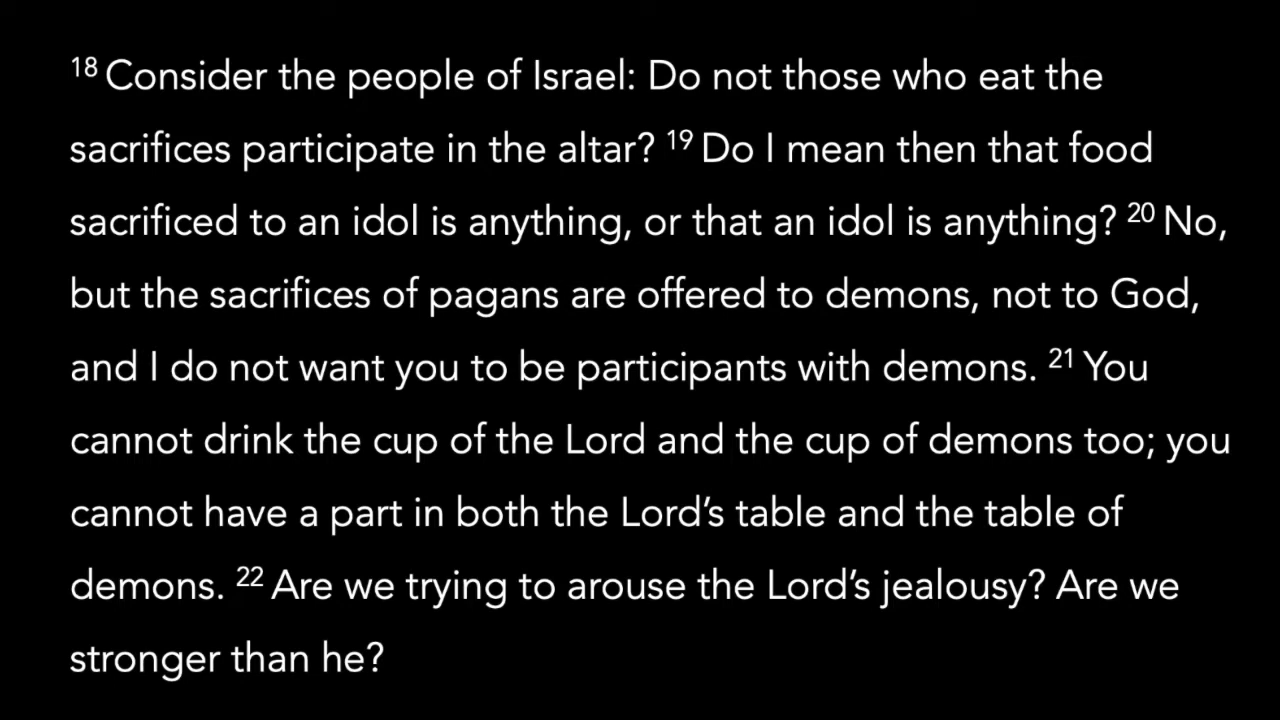 18 Consider the people of Israel: Do not those who eat the
sacrifices participate in the altar? 19 Do I mean then that food
sacrificed to an idol is anything, or that an idol is anything? 20 No,
but the sacrifices of pagans are offered to demons, not to God,
and I do not want you to be participants with demons. 21 You
cannot drink the cup of the Lord and the cup of demons too; you
cannot have a part in both the Lord’s table and the table of
demons. 22 Are we trying to arouse the Lord’s jealousy? Are we
stronger than he?